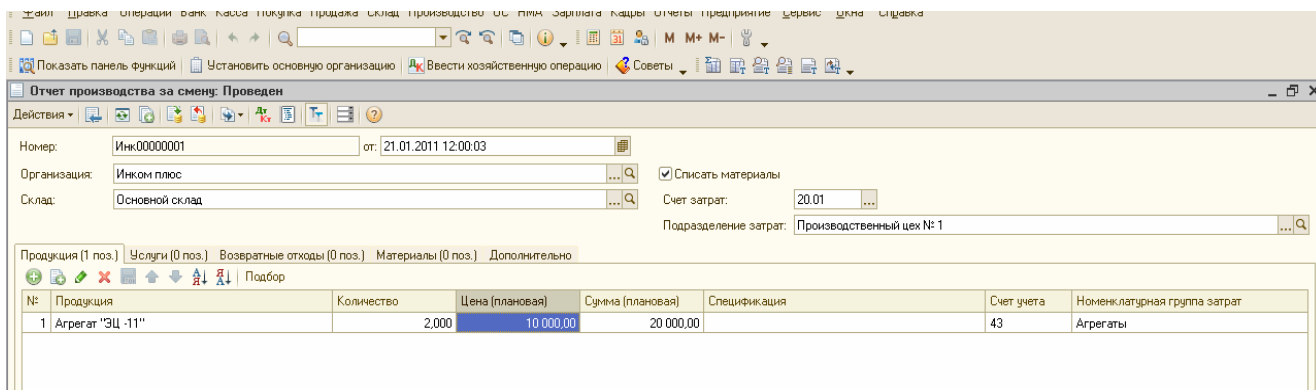 Файл Правка Операции Банк Касса Покупка Продажа Склад Производство ОС НМА Зарплата Кадры Отчеты Предприятие Сервис Окна Справка
M M+ M-
Показать панель функций Установить основную организацию Ввести хозяйственную операцию Советы
Отчет производства за смену: Проведен
Действия
Номер: Инк00000001 от: 21.01.2011 12:00:03
Организация: Инком плюс Списать материалы
Склад: Основной склад Счет затрат: 20.01
Подразделение затрат: Производственный цех № 1
Продукция (1 поз.) Услуги (0 поз.) Возвратные отходы (0 поз.) Материалы (0 поз.) Дополнительно
Подбор
№ Продукция Количество Цена (плановая) Сумма (плановая) Спецификация Счет учета Номенклатурная группа затрат
1 Агрегат "ЭЦ -11" 2,000 10 000,00 20 000,00 43 Агрегаты